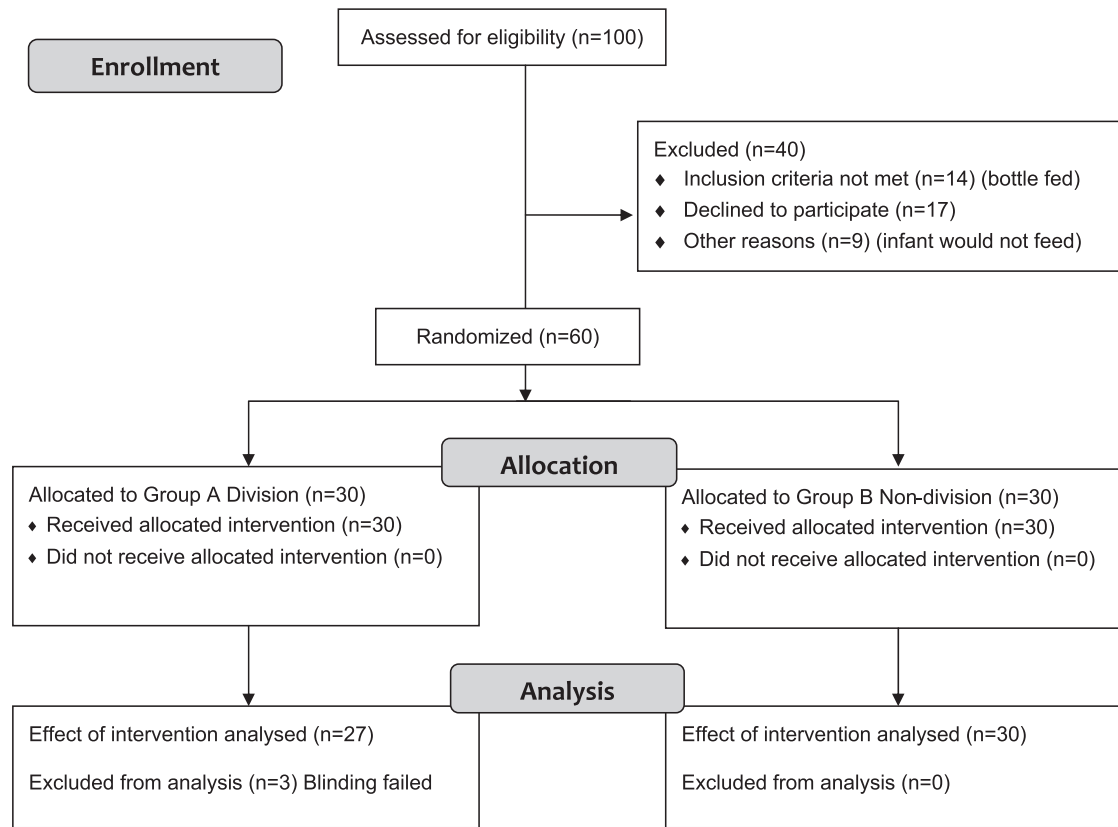 Assessed for eligibility (n=100)
Enrollment
Excluded (n=40)
♦ Inclusion criteria not met (n=14) (bottle fed)
♦ Declined to participate (n=17)
♦ Other reasons (n=9) (infant would not feed)
Randomized (n=60)
Allocation
Allocated to Group A Division (n=30)
♦ Received allocated intervention (n=30)
♦ Did not receive allocated intervention (n=0)
Allocated to Group B Non-division (n=30)
♦ Received allocated intervention (n=30)
♦ Did not receive allocated intervention (n=0)
Analysis
Effect of intervention analysed (n=27)
Excluded from analysis (n=3) Blinding failed
Effect of intervention analysed (n=30)
Excluded from analysis (n=0)